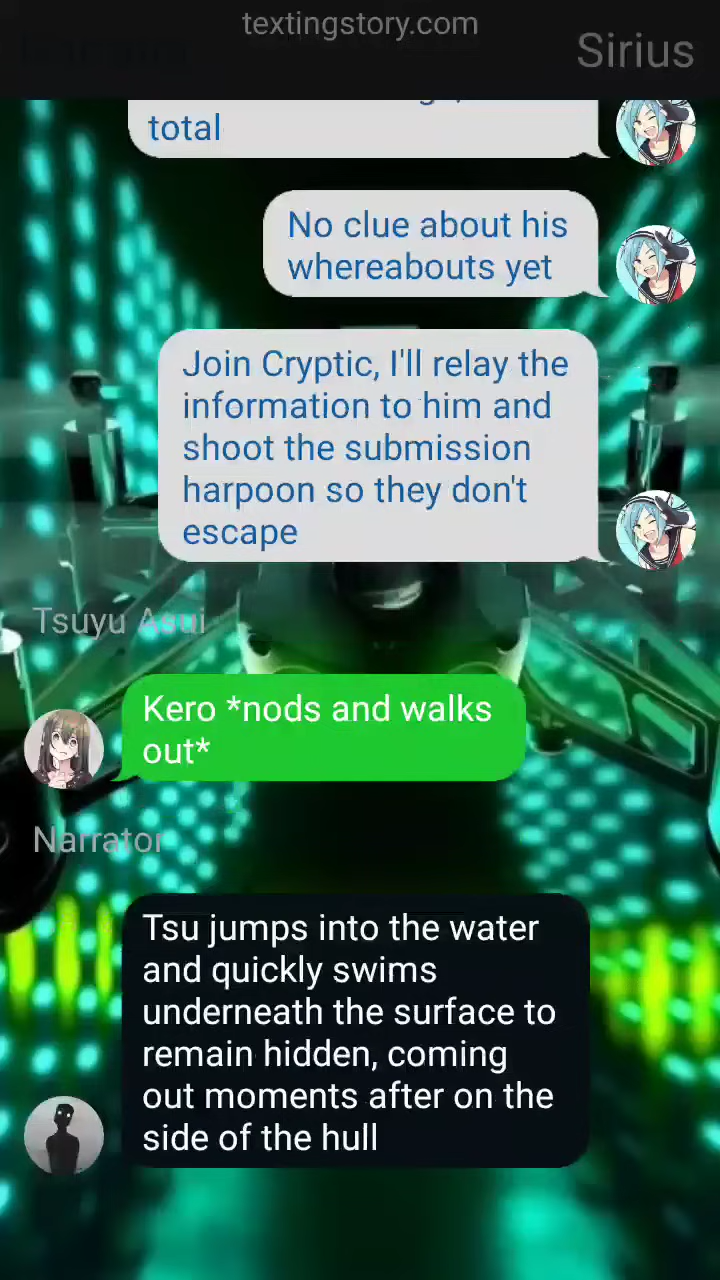 textingstory.com
Sirius
total
No clue about his
whereabouts yet
Join Cryptic, I'll relay the
information to him and
shoot the submission
harpoon so they don't
escape
Tsuyu Asui
Kero *nods and walks
out*
Narrator
Tsu jumps into the water
and quickly swims
underneath the surface to
remain hidden, coming
out moments after on the
side of the hull